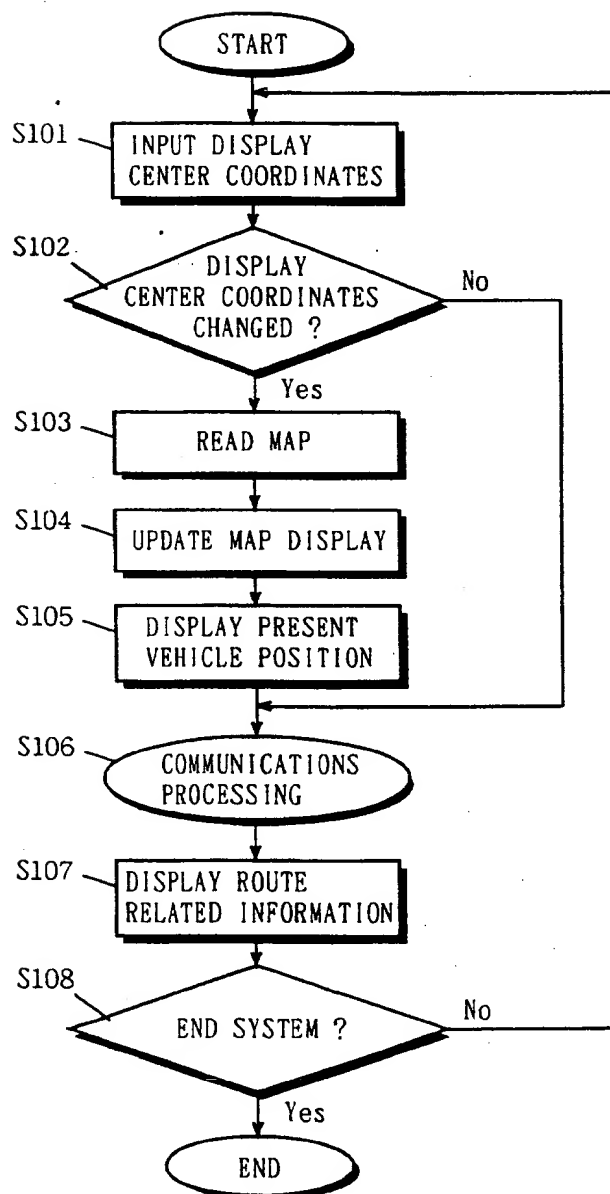 START
S101
INPUT DISPLAY
CENTER COORDINATES
S102
DISPLAY
CENTER COORDINATES
CHANGED ?
No
Yes
S103
READ MAP
S104
UPDATE MAP DISPLAY
S105
DISPLAY PRESENT
VEHICLE POSITION
S106
COMMUNICATIONS
PROCESSING
S107
DISPLAY ROUTE
RELATED INFORMATION
S108
END SYSTEM ?
No
Yes
END